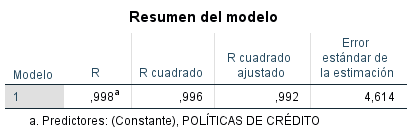 Resumen del modelo
Modelo R R cuadrado R cuadrado ajustado Error estándar de la estimación
1 ,998a ,996 ,992 4,614
a. Predictores: (Constante), POLÍTICAS DE CRÉDITO